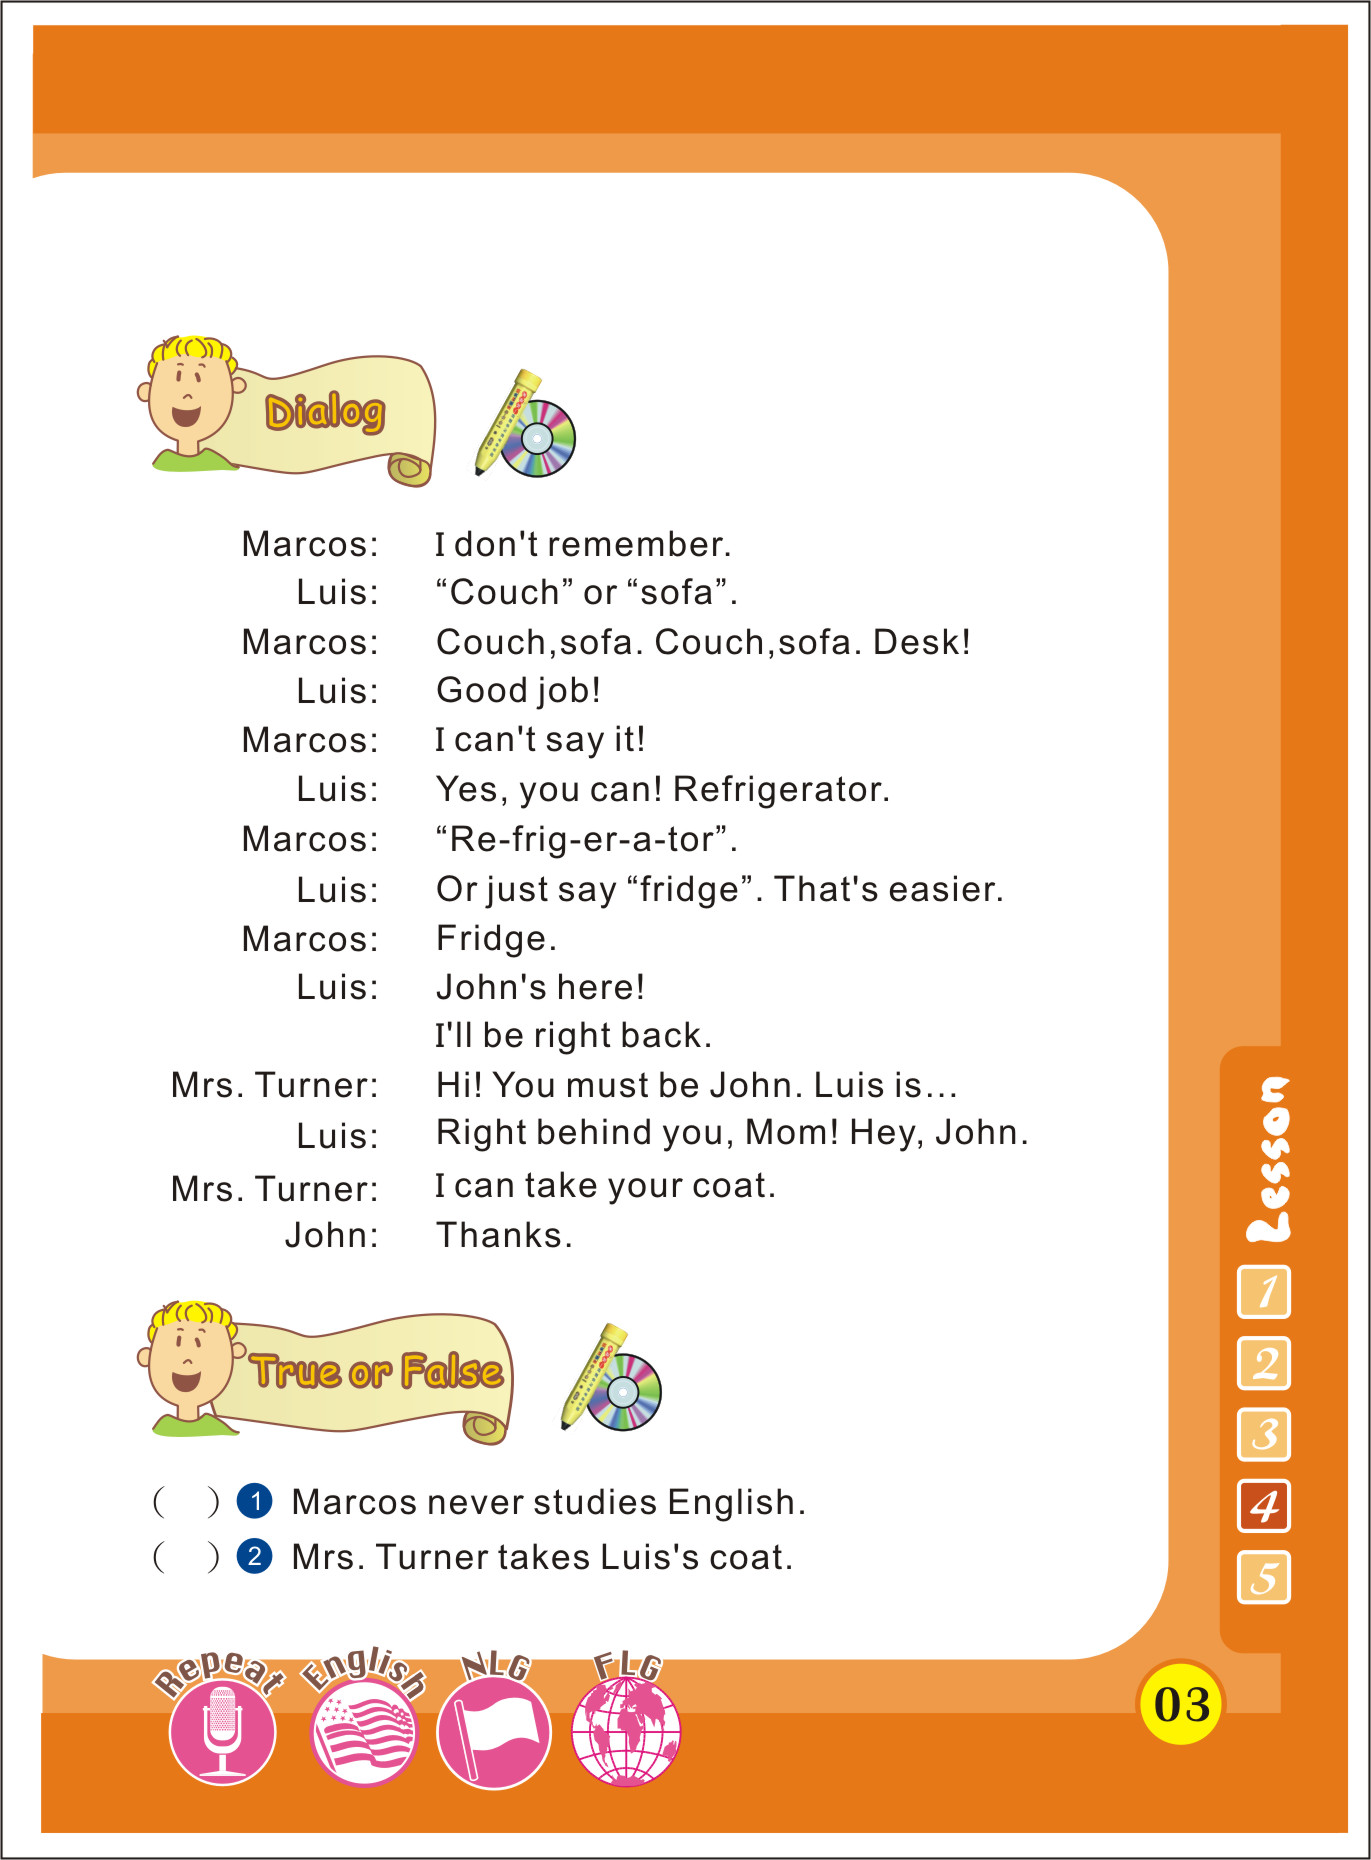 Dialog
Marcos: I don't remember.
Luis: “Couch” or “sofa”.
Marcos: Couch,sofa. Couch,sofa. Desk!
Luis: Good job!
Marcos: I can't say it!
Luis: Yes, you can! Refrigerator.
Marcos: “Re-frig-er-a-tor”.
Luis: Or just say “fridge”. That's easier.
Marcos: Fridge.
Luis: John's here!
I'll be right back.
Mrs. Turner: Hi! You must be John. Luis is...
Luis: Right behind you, Mom! Hey, John.
Mrs. Turner: I can take your coat.
John: Thanks.
True or False
( ) 1 Marcos never studies English.
( ) 2 Mrs. Turner takes Luis's coat.
Lesson
1
2
3
4
5
Repeat
English
NLG
FLG
03